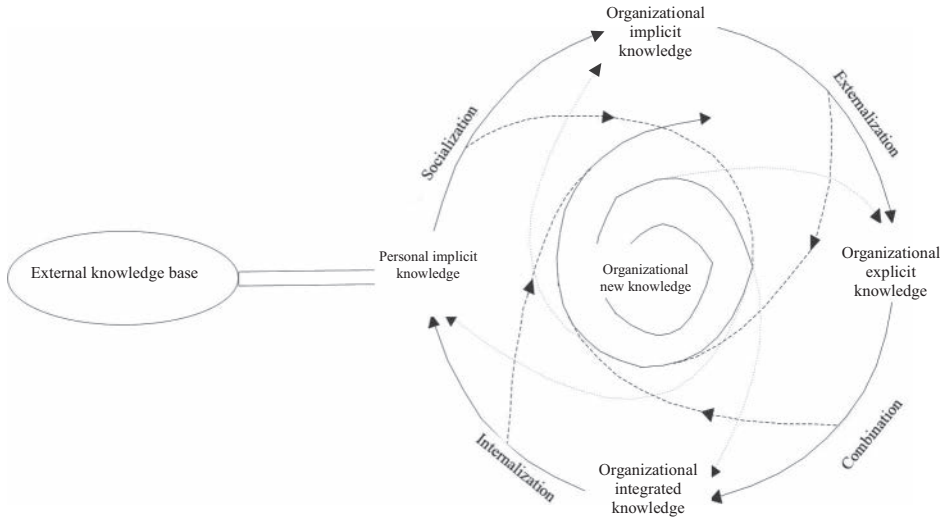 Organizational
implicit
knowledge
Externalization
Socialization
External knowledge base
Personal implicit
knowledge
Organizational
new knowledge
Organizational
explicit
knowledge
Combination
Internalization
Organizational
integrated
knowledge